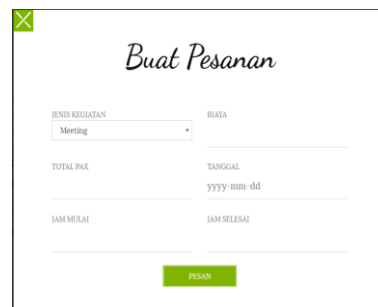 Buat Pesanan
JENIS KEGIATAN
Meeting
BIAYA
TOTAL PAX
TANGGAL
yyyy-mm-dd
JAM MULAI
JAM SELESAI
PESAN